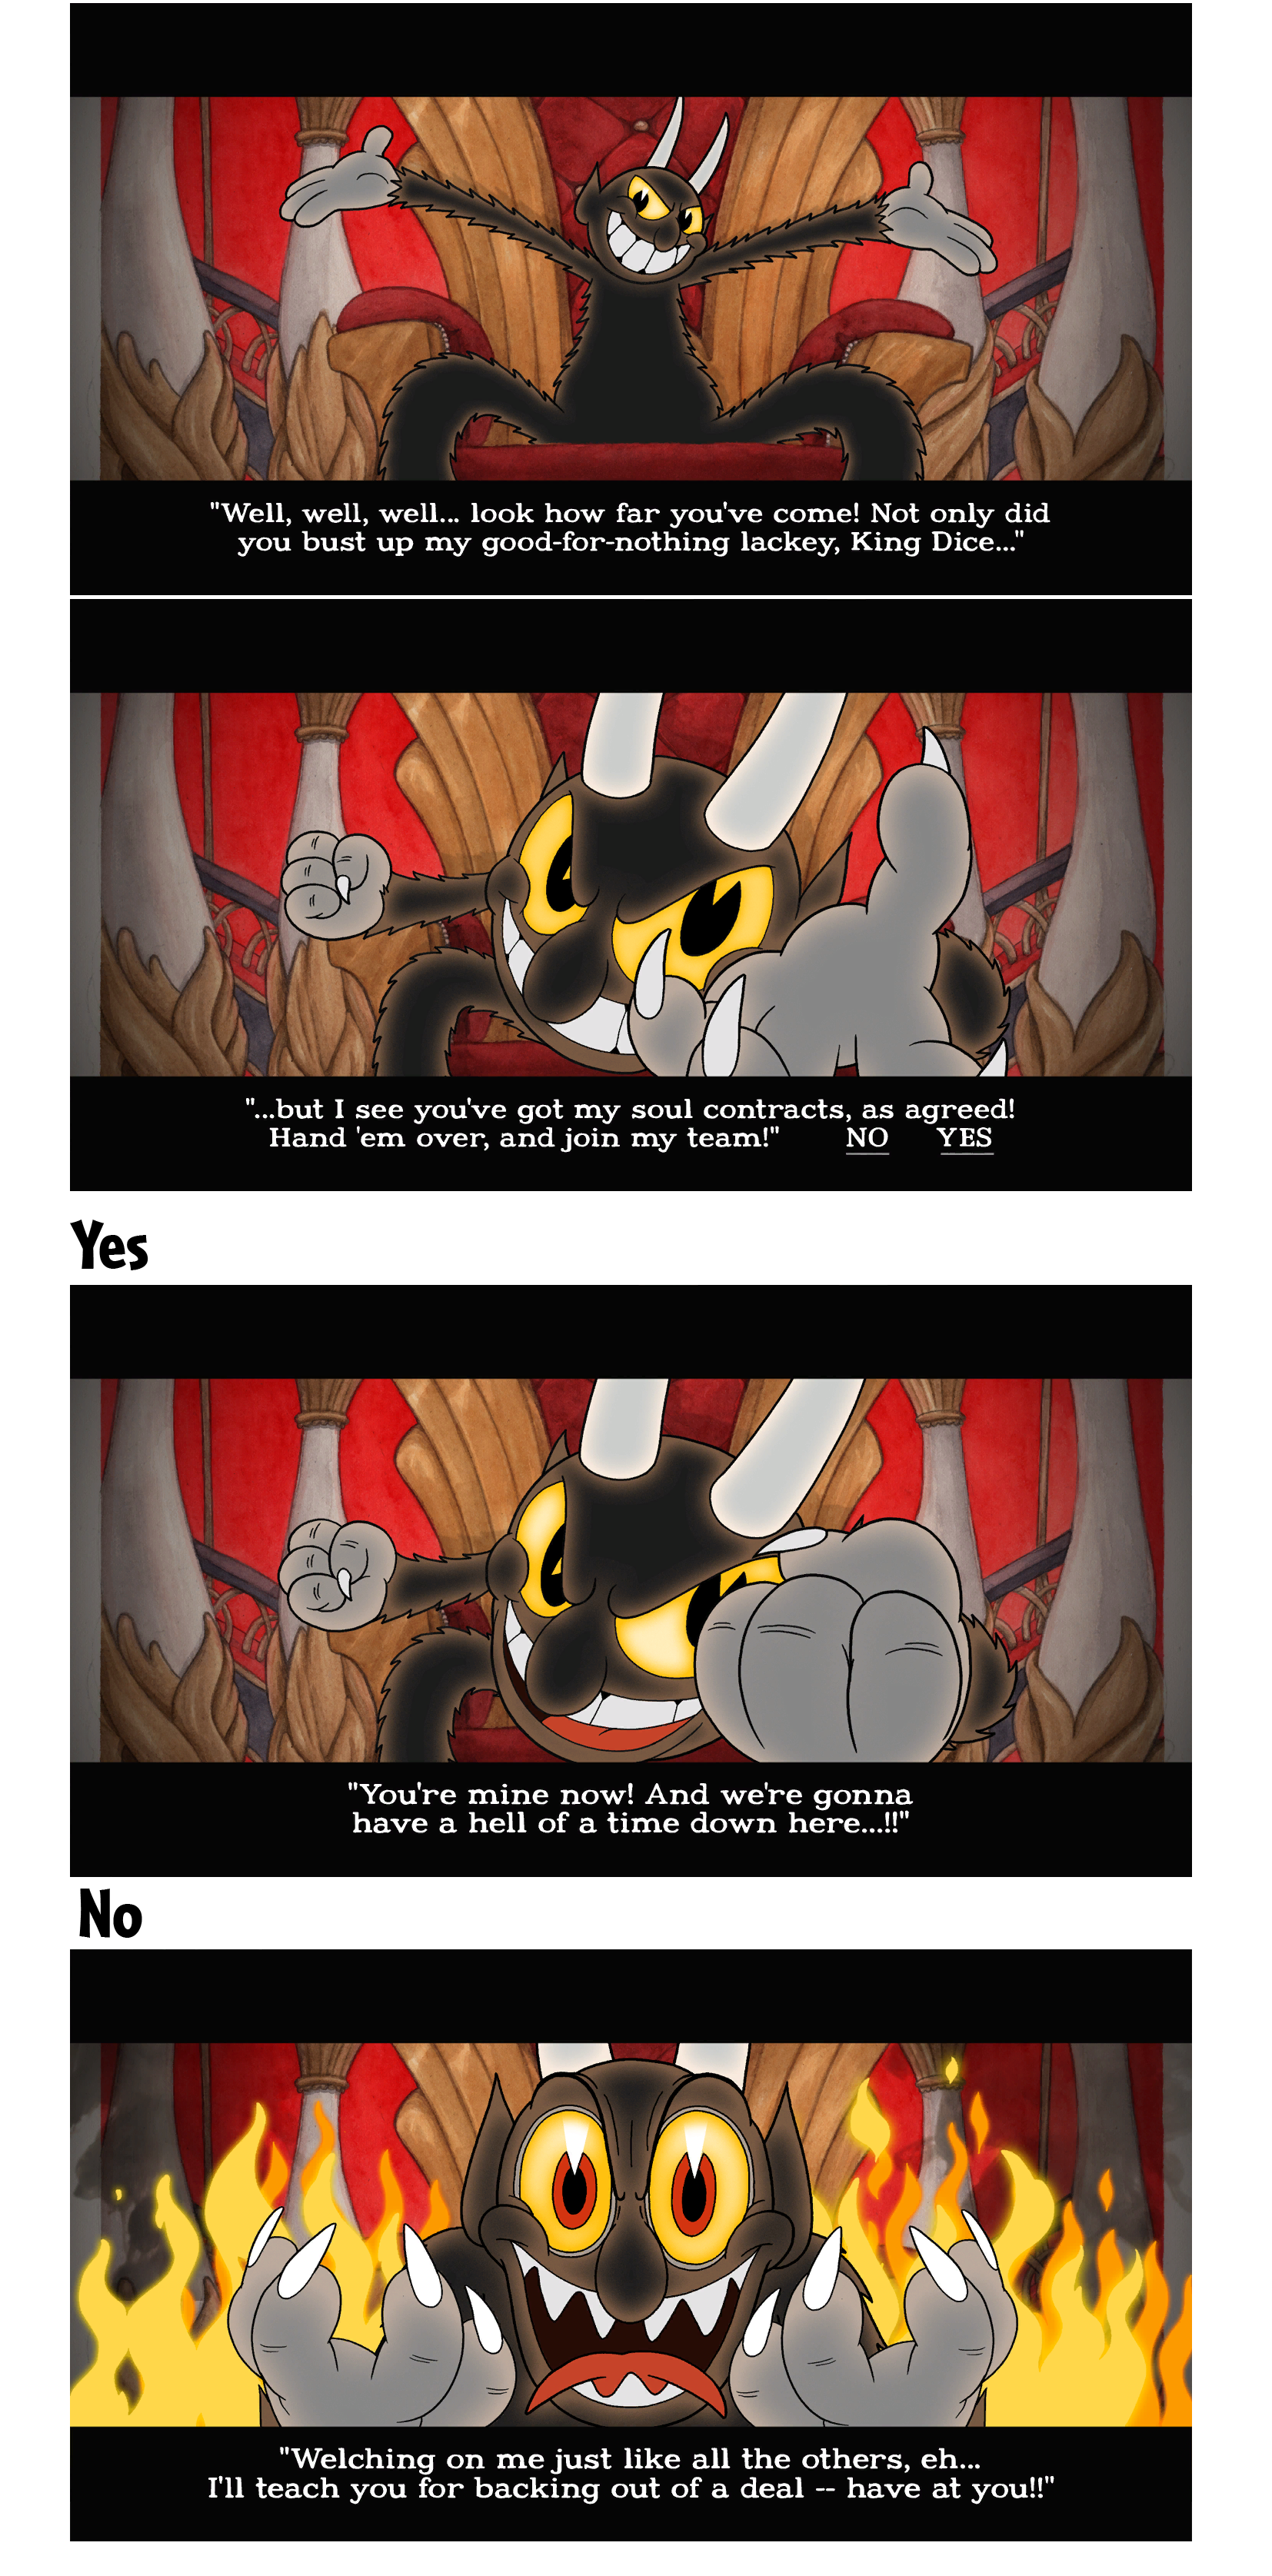 "Well, well, well... look how far you've come! Not only did
you bust up my good-for-nothing lackey, King Dice..."
"...but I see you've got my soul contracts, as agreed!
Hand 'em over, and join my team!" NO YES
Yes
"You're mine now! And we're gonna
have a hell of a time down here...!!"
No
"Welching on me just like all the others, eh...
I'll teach you for backing out of a deal -- have at you!!"